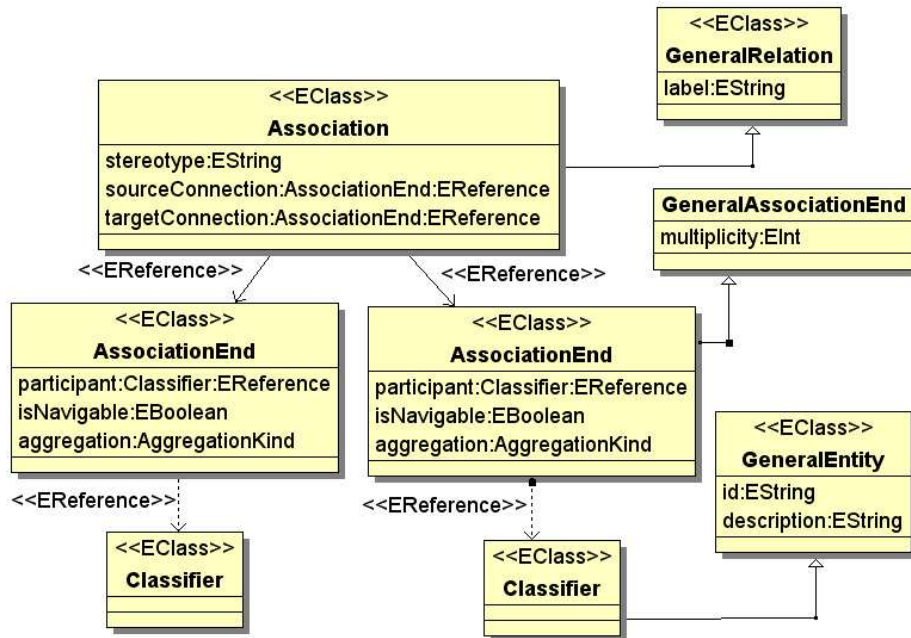 <<EClass>>
GeneralRelation
label:EString
<<EClass>>
Association
stereotype:EString
sourceConnection:AssociationEnd:EReference
targetConnection:AssociationEnd:EReference
GeneralAssociationEnd
multiplicity:EInt
<<EReference>>
<<EReference>>
<<EClass>>
AssociationEnd
participant:Classifier:EReference
isNavigable:EBoolean
aggregation:AggregationKind
<<EClass>>
AssociationEnd
participant:Classifier:EReference
isNavigable:EBoolean
aggregation:AggregationKind
<<EClass>>
GeneralEntity
id:EString
description:EString
<<EReference>>
<<EReference>>
<<EClass>>
Classifier
<<EClass>>
Classifier